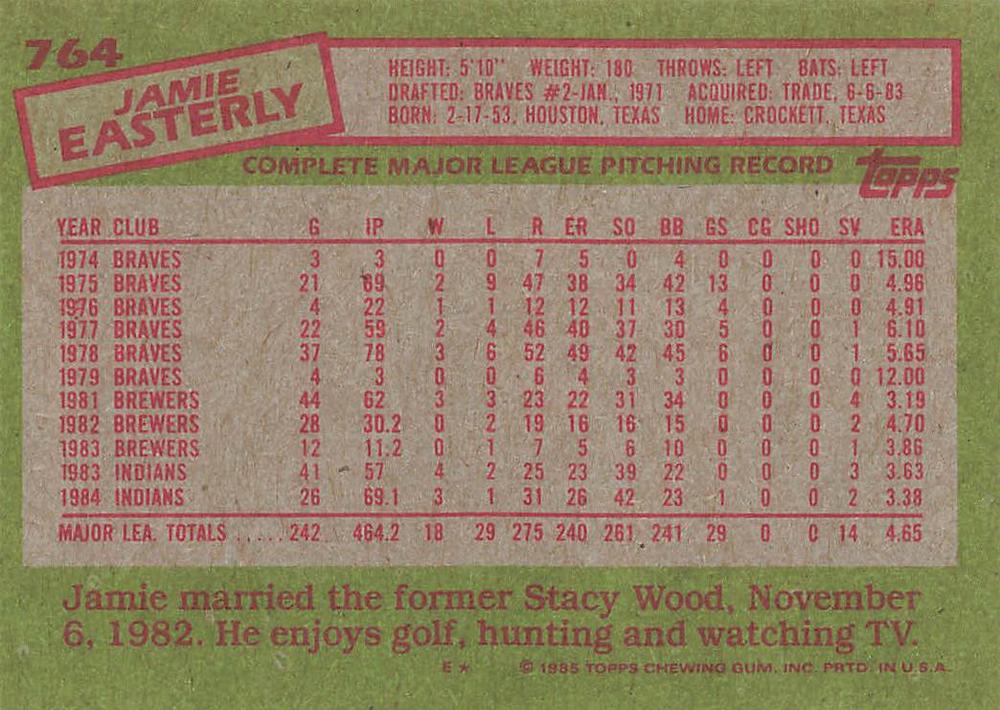 764
JAMIE
EASTERLY
HEIGHT: 5'10" WEIGHT: 180 THROWS: LEFT BATS: LEFT
DRAFTED: BRAVES #2-JAN., 1971 ACQUIRED: TRADE, 6-6-83
BORN: 2-17-53, HOUSTON, TEXAS HOME: CROCKETT, TEXAS
COMPLETE MAJOR LEAGUE PITCHING RECORD
topps
YEAR CLUB G IP W L R ER SO BB GS CG SHO SV ERA
1974 BRAVES 3 3 0 0 7 5 0 4 0 0 0 0 15.00
1975 BRAVES 21 69 2 9 47 38 34 42 13 0 0 0 4.96
1976 BRAVES 4 22 1 1 12 12 11 13 4 0 0 0 4.91
1977 BRAVES 22 59 2 4 46 40 37 30 5 0 0 1 6.10
1978 BRAVES 37 78 3 6 52 49 42 45 6 0 0 1 5.65
1979 BRAVES 4 3 0 0 6 4 3 3 0 0 0 0 12.00
1981 BREWERS 44 62 3 3 23 22 31 34 0 0 0 4 3.19
1982 BREWERS 28 30.2 0 2 19 16 16 15 0 0 0 2 4.70
1983 BREWERS 12 11.2 0 1 7 5 6 10 0 0 0 1 3.86
1983 INDIANS 41 57 4 2 25 23 39 22 0 0 0 3 3.63
1984 INDIANS 26 69.1 3 1 31 26 42 23 1 0 0 2 3.38
MAJOR LEA. TOTALS ..... 242 464.2 18 29 275 240 261 241 29 0 0 14 4.65
Jamie married the former Stacy Wood, November
6, 1982. He enjoys golf, hunting and watching TV.
E ★ © 1985 TOPPS CHEWING GUM, INC. PRTD. IN U.S.A.